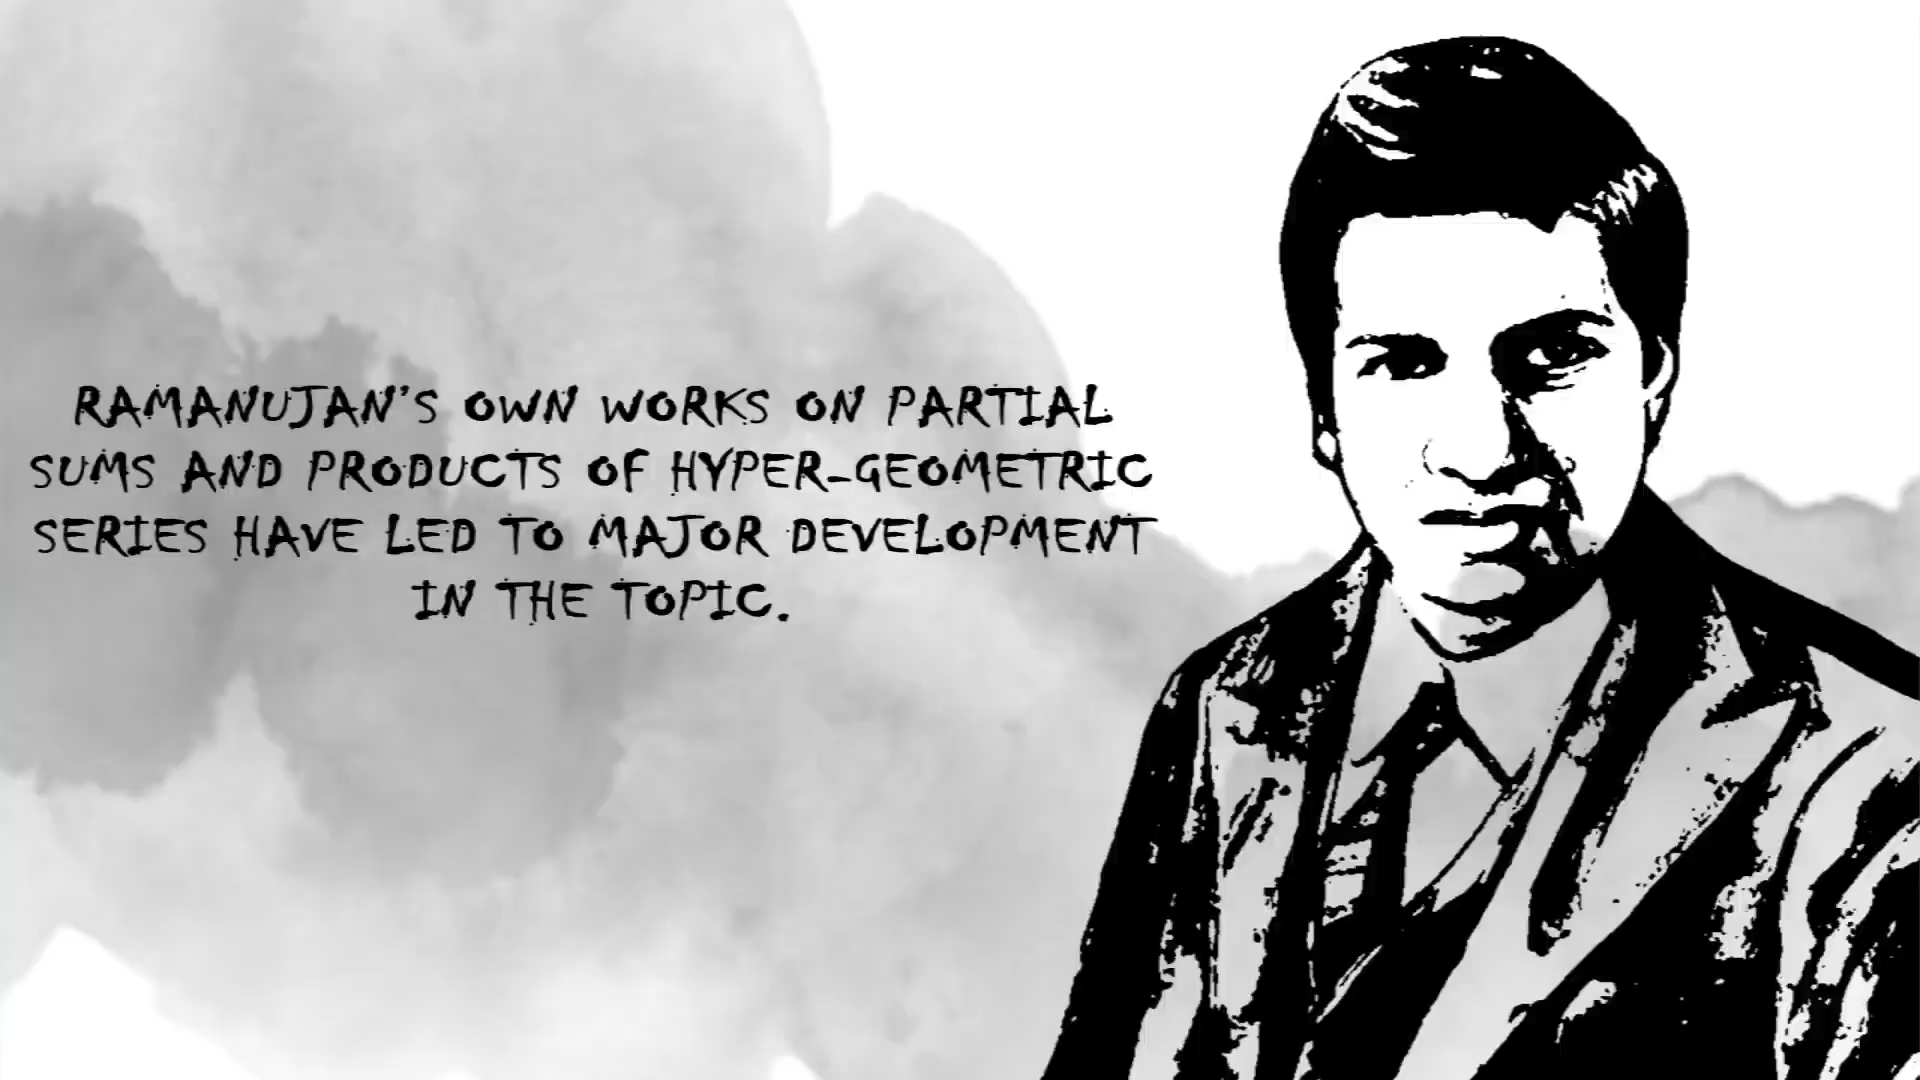 RAMANUJAN'S OWN WORKS ON PARTIAL
SUMS AND PRODUCTS OF HYPER-GEOMETRIC
SERIES HAVE LED TO MAJOR DEVELOPMENT
IN THE TOPIC.